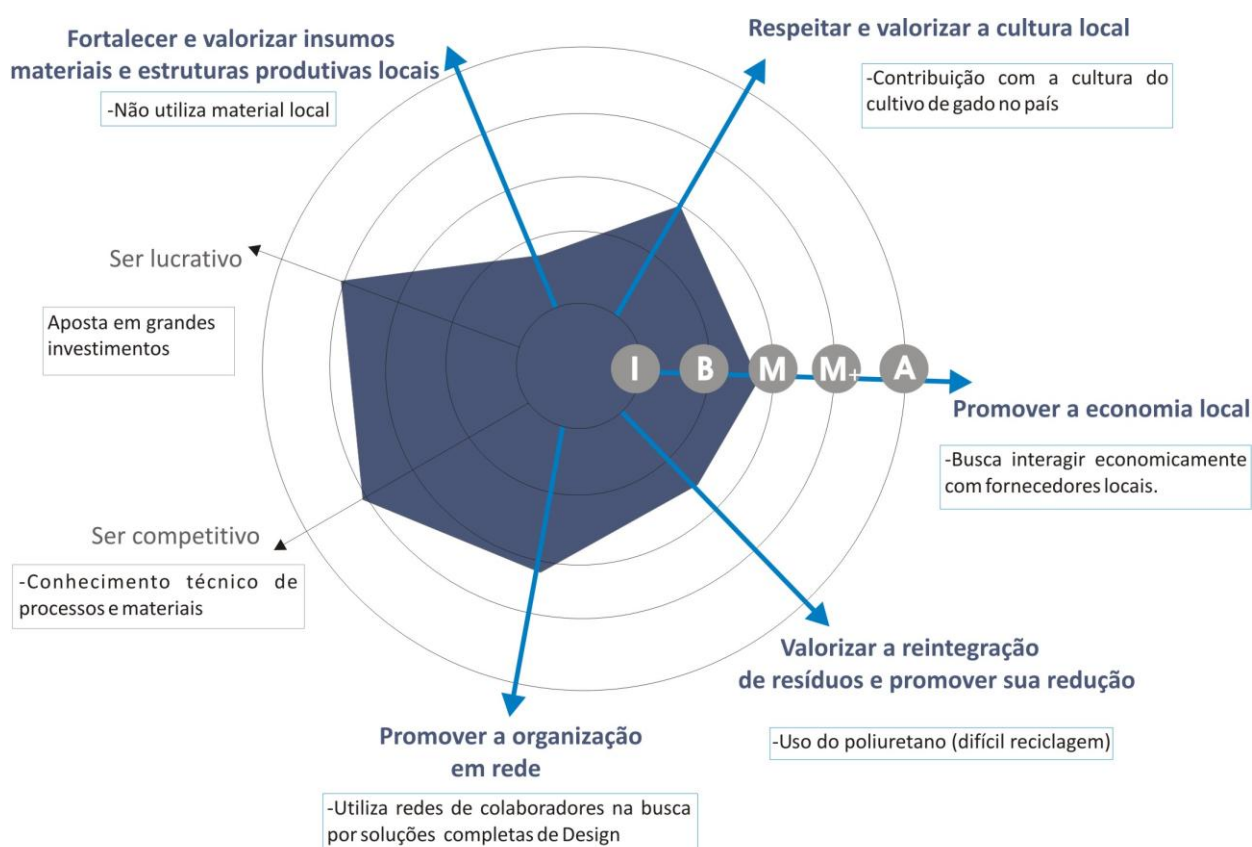 Fortalecer e valorizar insumos
materiais e estruturas produtivas locais
-Não utiliza material local
Respeitar e valorizar a cultura local
-Contribuição com a cultura do
cultivo de gado no país
Ser lucrativo
Aposta em grandes
investimentos
I B M M+ A
Promover a economia local
-Busca interagir economicamente
com fornecedores locais.
Ser competitivo
-Conhecimento técnico de
processos e materiais
Valorizar a reintegração
de resíduos e promover sua redução
-Uso do poliuretano (difícil reciclagem)
Promover a organização
em rede
-Utiliza redes de colaboradores na busca
por soluções completas de Design